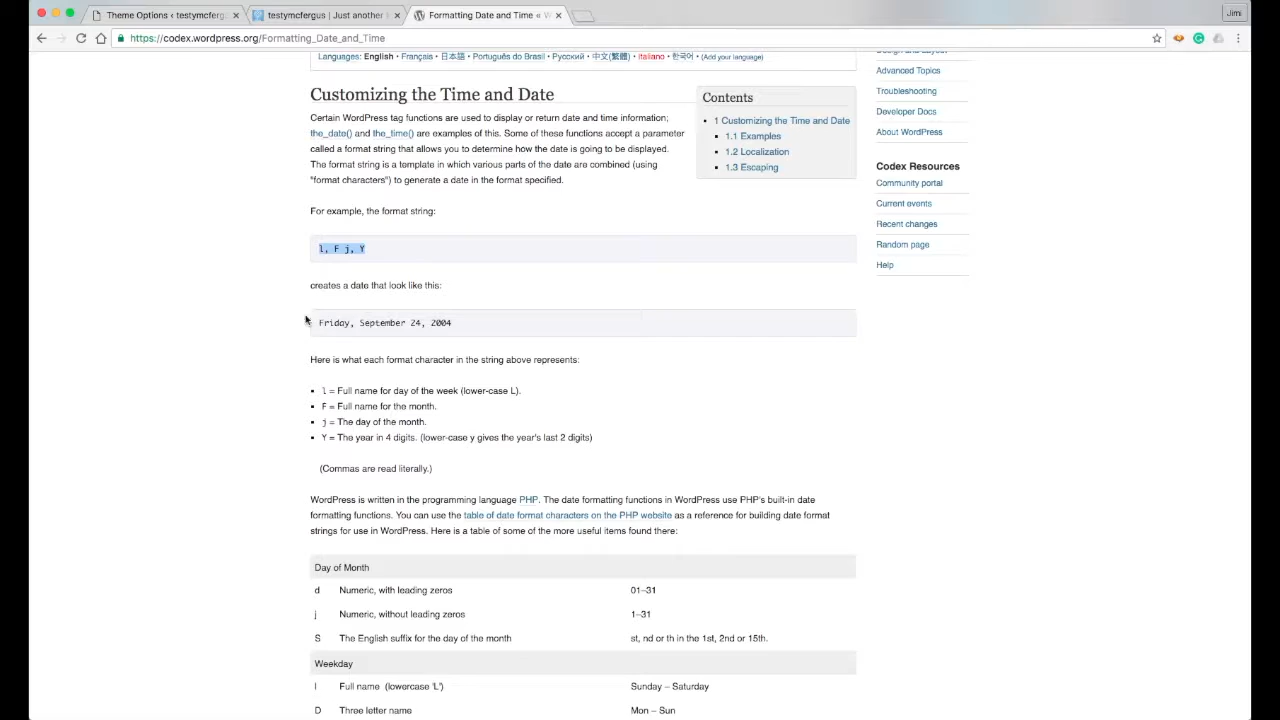 Theme Options ‹ testymcferg
testymcfergus | Just another
Formatting Date and Time «
Jimi
https://codex.wordpress.org/Formatting_Date_and_Time
Languages: English • Français • 日本語 • Português do Brasil • Русский • 中文(繁體) • Italiano • 한국어 • (Add your language)
Customizing the Time and Date
Certain WordPress tag functions are used to display or return date and time information;
the_date() and the_time() are examples of this. Some of these functions accept a parameter
called a format string that allows you to determine how the date is going to be displayed.
The format string is a template in which various parts of the date are combined (using
"format characters") to generate a date in the format specified.
Contents
1 Customizing the Time and Date
1.1 Examples
1.2 Localization
1.3 Escaping
For example, the format string:
l, F j, Y
creates a date that look like this:
Friday, September 24, 2004
Here is what each format character in the string above represents:
l = Full name for day of the week (lower-case L).
F = Full name for the month.
j = The day of the month.
Y = The year in 4 digits. (lower-case y gives the year's last 2 digits)
(Commas are read literally.)
WordPress is written in the programming language PHP. The date formatting functions in WordPress use PHP's built-in date
formatting functions. You can use the table of date format characters on the PHP website as a reference for building date format
strings for use in WordPress. Here is a table of some of the more useful items found there:
Day of Month
d Numeric, with leading zeros 01–31
j Numeric, without leading zeros 1–31
S The English suffix for the day of the month st, nd or th in the 1st, 2nd or 15th.
Weekday
l Full name (lowercase 'L') Sunday – Saturday
D Three letter name Mon – Sun
Design and Layout
Advanced Topics
Troubleshooting
Developer Docs
About WordPress
Codex Resources
Community portal
Current events
Recent changes
Random page
Help